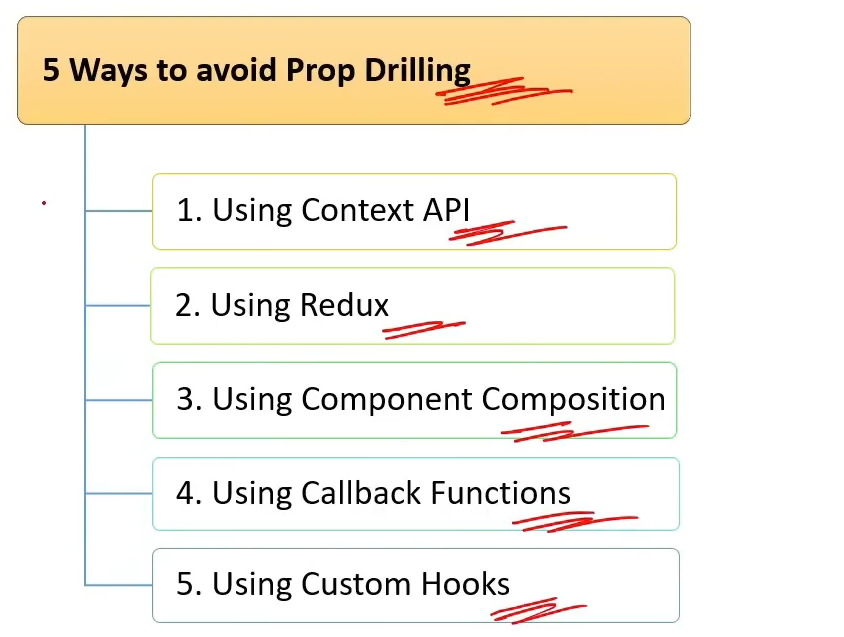 5 Ways to avoid Prop Drilling
1. Using Context API
2. Using Redux
3. Using Component Composition
4. Using Callback Functions
5. Using Custom Hooks